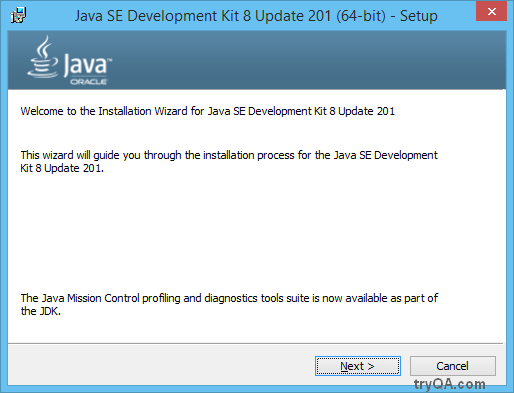 Java SE Development Kit 8 Update 201 (64-bit) - Setup
Java
ORACLE
Welcome to the Installation Wizard for Java SE Development Kit 8 Update 201
This wizard will guide you through the installation process for the Java SE Development
Kit 8 Update 201.
The Java Mission Control profiling and diagnostics tools suite is now available as part of
the JDK.
Next > Cancel
tryQA.com